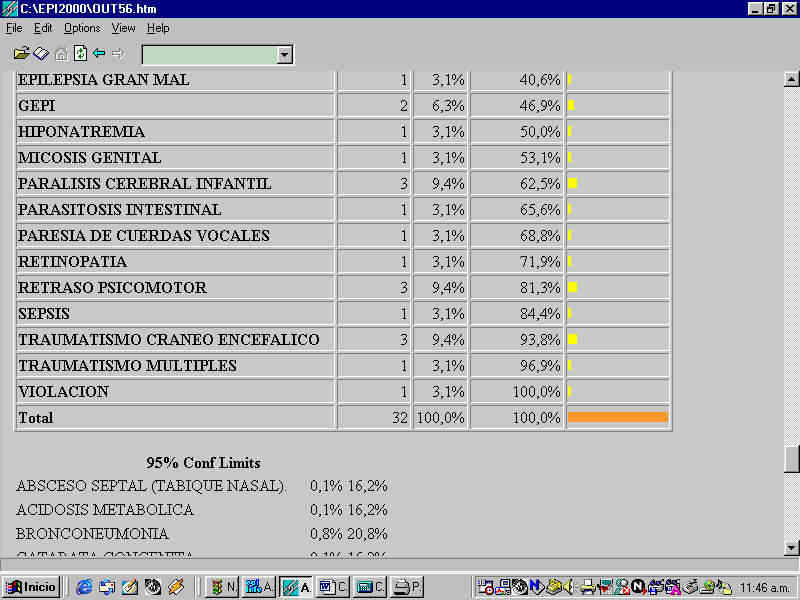 C:\EPI2000\OUT56.htm
File Edit Options View Help
EPILEPSIA GRAN MAL 1 3,1% 40,6%
GEPI 2 6,3% 46,9%
HIPONATREMIA 1 3,1% 50,0%
MICOSIS GENITAL 1 3,1% 53,1%
PARALISIS CEREBRAL INFANTIL 3 9,4% 62,5%
PARASITOSIS INTESTINAL 1 3,1% 65,6%
PARESIA DE CUERDAS VOCALES 1 3,1% 68,8%
RETINOPATIA 1 3,1% 71,9%
RETRASO PSICOMOTOR 3 9,4% 81,3%
SEPSIS 1 3,1% 84,4%
TRAUMATISMO CRANEO ENCEFALICO 3 9,4% 93,8%
TRAUMATISMO MULTIPLES 1 3,1% 96,9%
VIOLACION 1 3,1% 100,0%
Total 32 100,0% 100,0%
95% Conf Limits
ABSCESO SEPTAL (TABIQUE NASAL). 0,1% 16,2%
ACIDOSIS METABOLICA 0,1% 16,2%
BRONCONEUMONIA 0,8% 20,8%
CATARATA CONGENITA 0,1% 16,2%
Inicio N. A. A. C. C. P. 11:46 a.m.